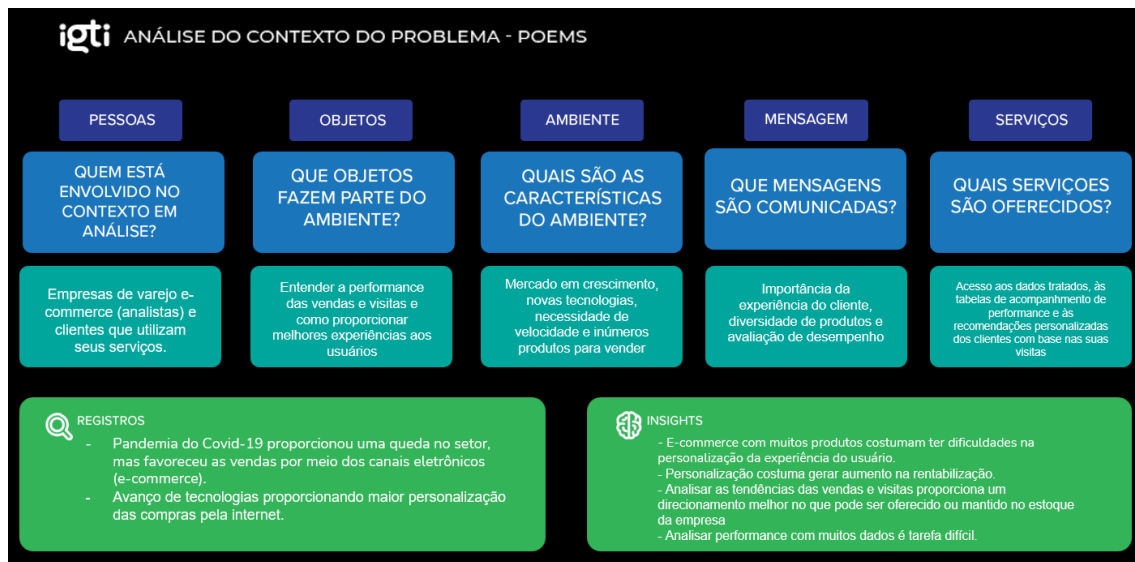 igti ANÁLISE DO CONTEXTO DO PROBLEMA - POEMS
PESSOAS
QUEM ESTÁ
ENVOLVIDO NO
CONTEXTO EM
ANÁLISE?
Empresas de varejo e-
commerce (analistas) e
clientes que utilizam
seus serviços.
OBJETOS
QUE OBJETOS
FAZEM PARTE DO
AMBIENTE?
Entender a performance
das vendas e visitas e
como proporcionar
melhores experiências aos
usuários
AMBIENTE
QUAIS SÃO AS
CARACTERÍSTICAS
DO AMBIENTE?
Mercado em crescimento,
novas tecnologias,
necessidade de
velocidade e inúmeros
produtos para vender
MENSAGEM
QUE MENSAGENS
SÃO COMUNICADAS?
Importância da
experiência do cliente,
diversidade de produtos e
avaliação de desempenho
SERVIÇOS
QUAIS SERVIÇOES
SÃO OFERECIDOS?
Acesso aos dados tratados, às
tabelas de acompanhmento de
performance e às
recomendações personalizadas
dos clientes com base nas suas
visitas
REGISTROS
- Pandemia do Covid-19 proporcionou uma queda no setor,
mas favoreceu as vendas por meio dos canais eletrônicos
(e-commerce).
- Avanço de tecnologias proporcionando maior personalização
das compras pela internet.
INSIGHTS
- E-commerce com muitos produtos costumam ter dificuldades na
personalização da experiência do usuário.
- Personalização costuma gerar aumento na rentabilização.
- Analisar as tendências das vendas e visitas proporciona um
direcionamento melhor no que pode ser oferecido ou mantido no estoque
da empresa
- Analisar performance com muitos dados é tarefa difícil.